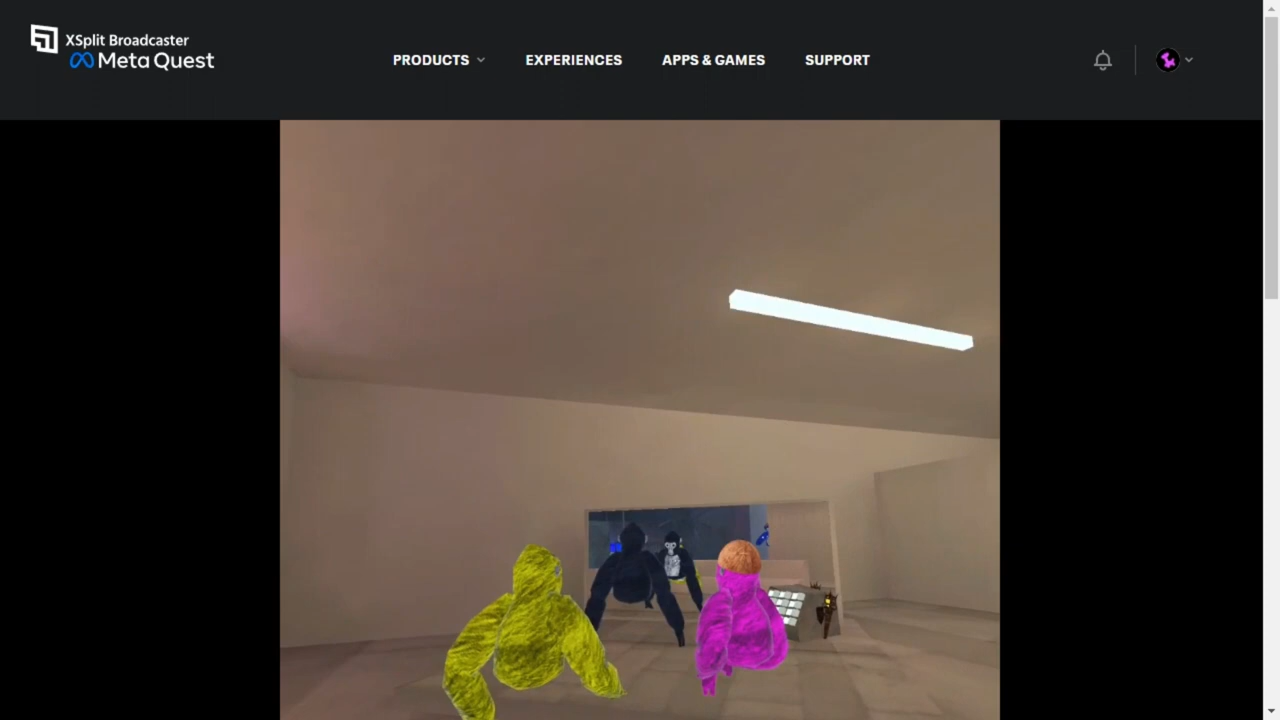 XSplit Broadcaster
Meta Quest
PRODUCTS
EXPERIENCES
APPS & GAMES
SUPPORT